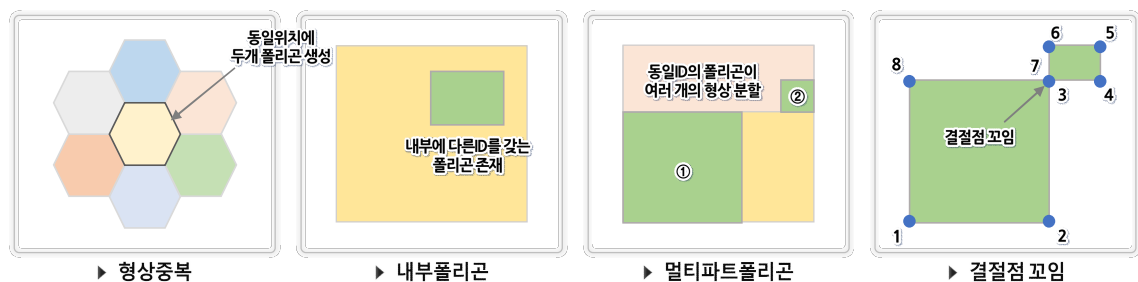 동일위치에
두개 폴리곤 생성
▶ 형상중복
내부에 다른ID를 갖는
폴리곤 존재
▶ 내부폴리곤
동일ID의 폴리곤이
여러 개의 형상 분할
②
①
▶ 멀티파트폴리곤
6 5
8 7
3 4
결절점 꼬임
1 2
▶ 결절점 꼬임